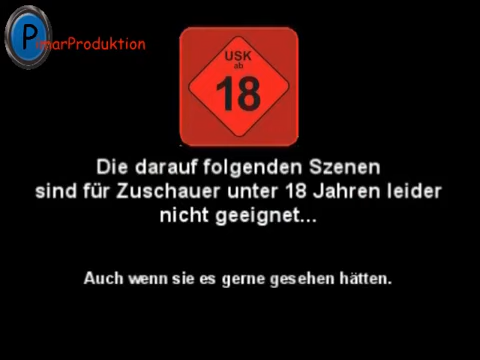 PimarProduktion
USK
ab
18
Die darauf folgenden Szenen
sind für Zuschauer unter 18 Jahren leider
nicht geeignet...
Auch wenn sie es gerne gesehen hätten.